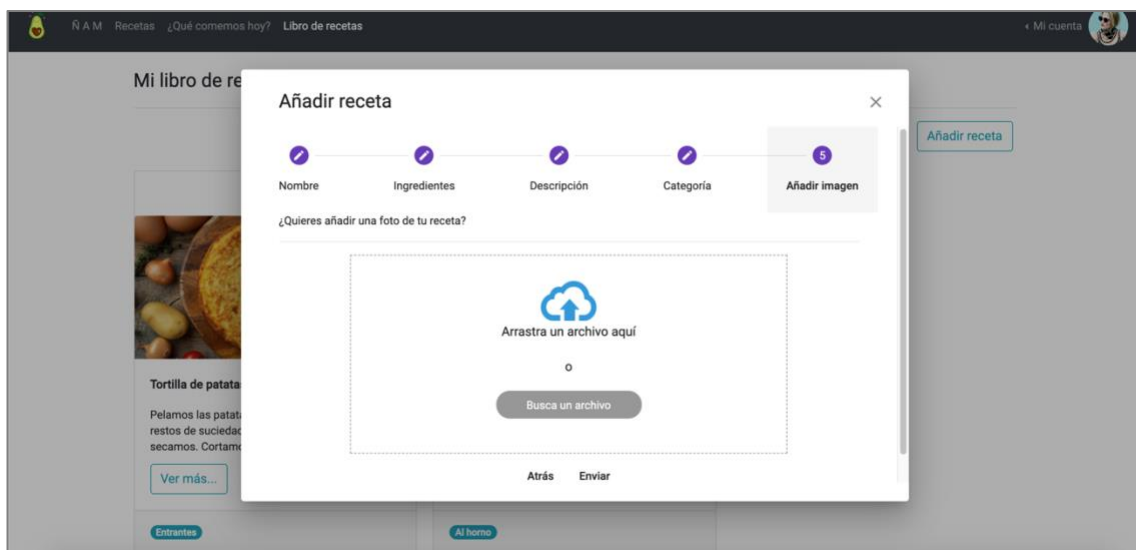 Ñ A M Recetas ¿Qué comemos hoy? Libro de recetas
‹ Mi cuenta
Mi libro de re
Añadir receta
Añadir receta
×
5
Nombre
Ingredientes
Descripción
Categoría
Añadir imagen
¿Quieres añadir una foto de tu receta?
Arrastra un archivo aquí
o
Busca un archivo
Atrás
Enviar
Tortilla de patata
Pelamos las patat
restos de suciedad
secamos. Cortamo
Ver más...
Entrantes
Al horno